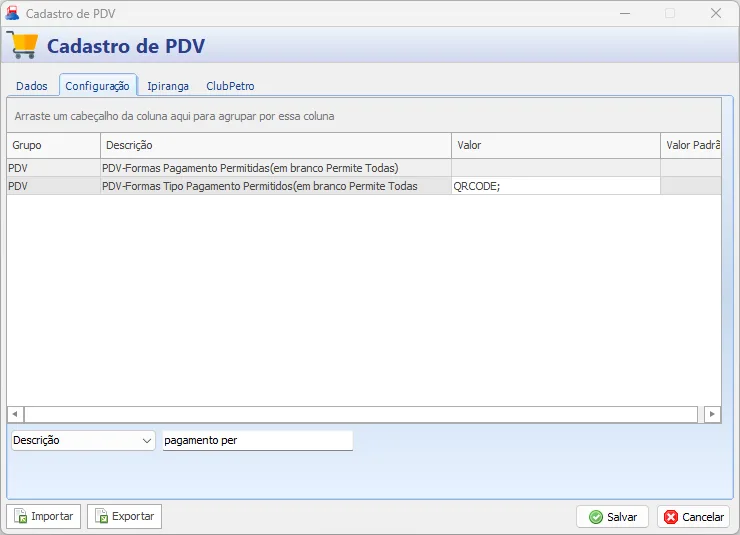 Cadastro de PDV
Cadastro de PDV
Dados Configuração Ipiranga ClubPetro
Arraste um cabeçalho da coluna aqui para agrupar por essa coluna
Grupo Descrição Valor Valor Padrã
PDV PDV-Formas Pagamento Permitidas(em branco Permite Todas)
PDV PDV-Formas Tipo Pagamento Permitidos(em branco Permite Todas QRCODE;
Descrição pagamento per
Importar Exportar Salvar Cancelar